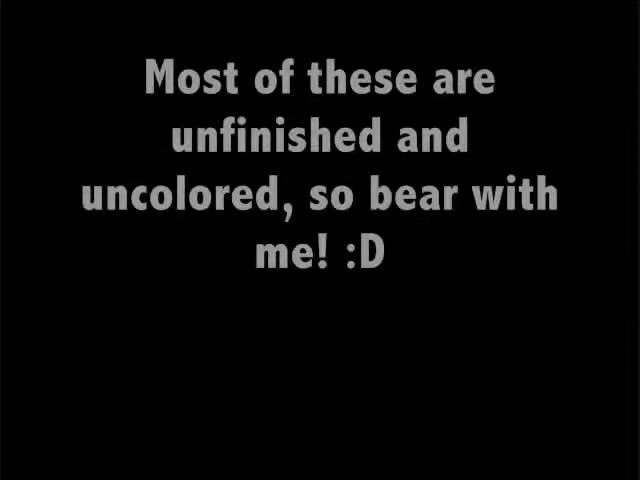 Most of these are
unfinished and
uncolored, so bear with
me! :D